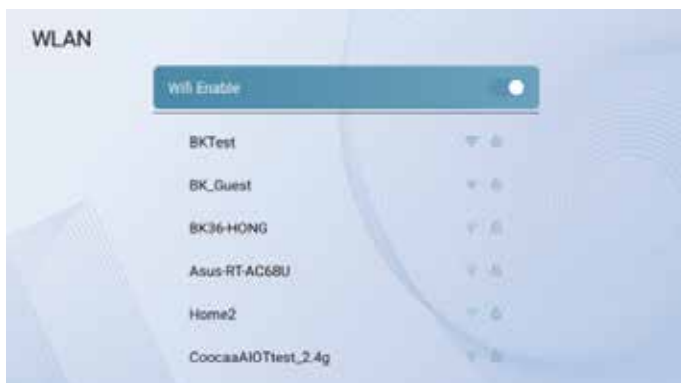 WLAN
Wifi Enable
BKTest
BK_Guest
BK36-HONG
Asus-RT-AC68U
Home2
CoocaaAIOTtest_2.4g